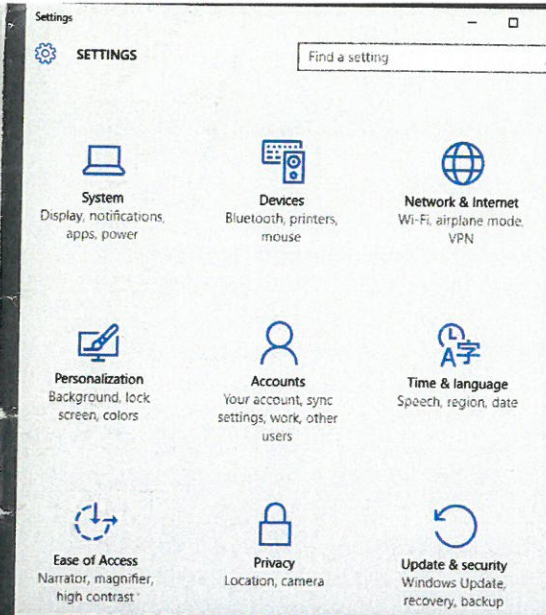 Settings
SETTINGS
Find a setting
System
Display, notifications,
apps, power
Devices
Bluetooth, printers,
mouse
Network & Internet
Wi-Fi, airplane mode,
VPN
Personalization
Background, lock
screen, colors
Accounts
Your account, sync
settings, work, other
users
A字
Time & language
Speech, region, date
Ease of Access
Narrator, magnifier,
high contrast
Privacy
Location, camera
Update & security
Windows Update,
recovery, backup